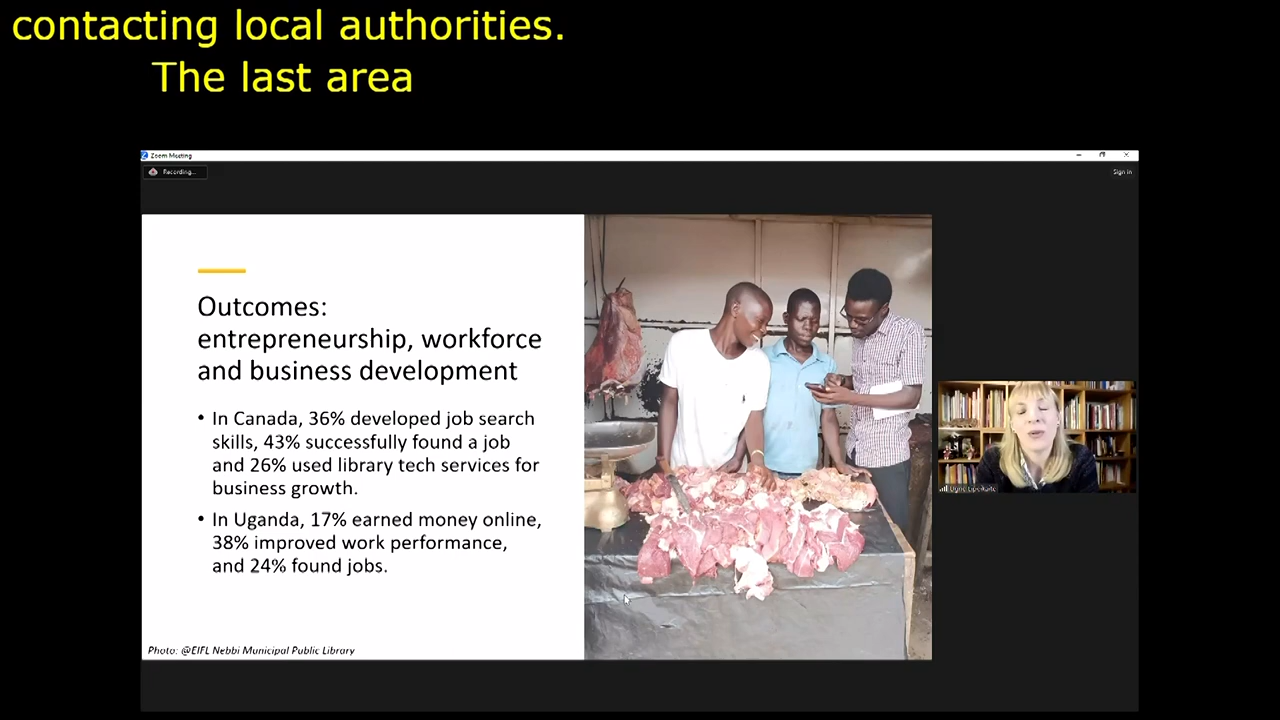 contacting local authorities.
The last area
Zoom Meeting
Recording...
Sign in
Outcomes:
entrepreneurship, workforce
and business development
• In Canada, 36% developed job search
skills, 43% successfully found a job
and 26% used library tech services for
business growth.
• In Uganda, 17% earned money online,
38% improved work performance,
and 24% found jobs.
Photo: @EIFL Nebbi Municipal Public Library